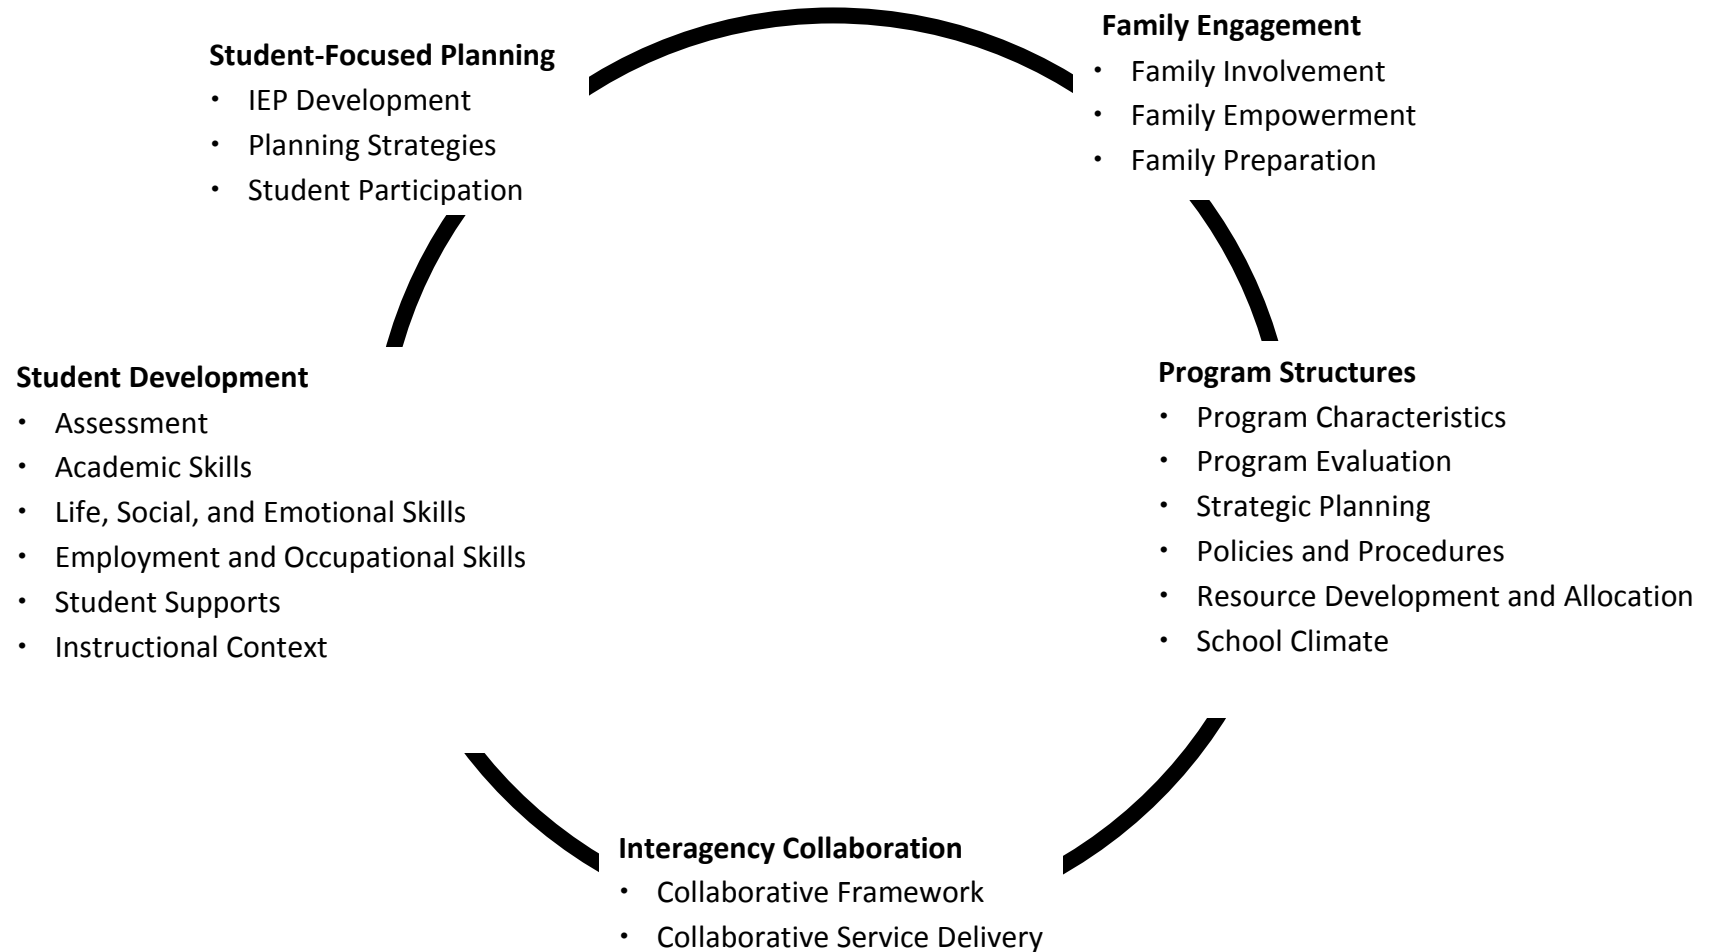 Student-Focused Planning
· IEP Development
· Planning Strategies
· Student Participation
Family Engagement
· Family Involvement
· Family Empowerment
· Family Preparation
Student Development
· Assessment
· Academic Skills
· Life, Social, and Emotional Skills
· Employment and Occupational Skills
· Student Supports
· Instructional Context
Program Structures
· Program Characteristics
· Program Evaluation
· Strategic Planning
· Policies and Procedures
· Resource Development and Allocation
· School Climate
Interagency Collaboration
· Collaborative Framework
· Collaborative Service Delivery